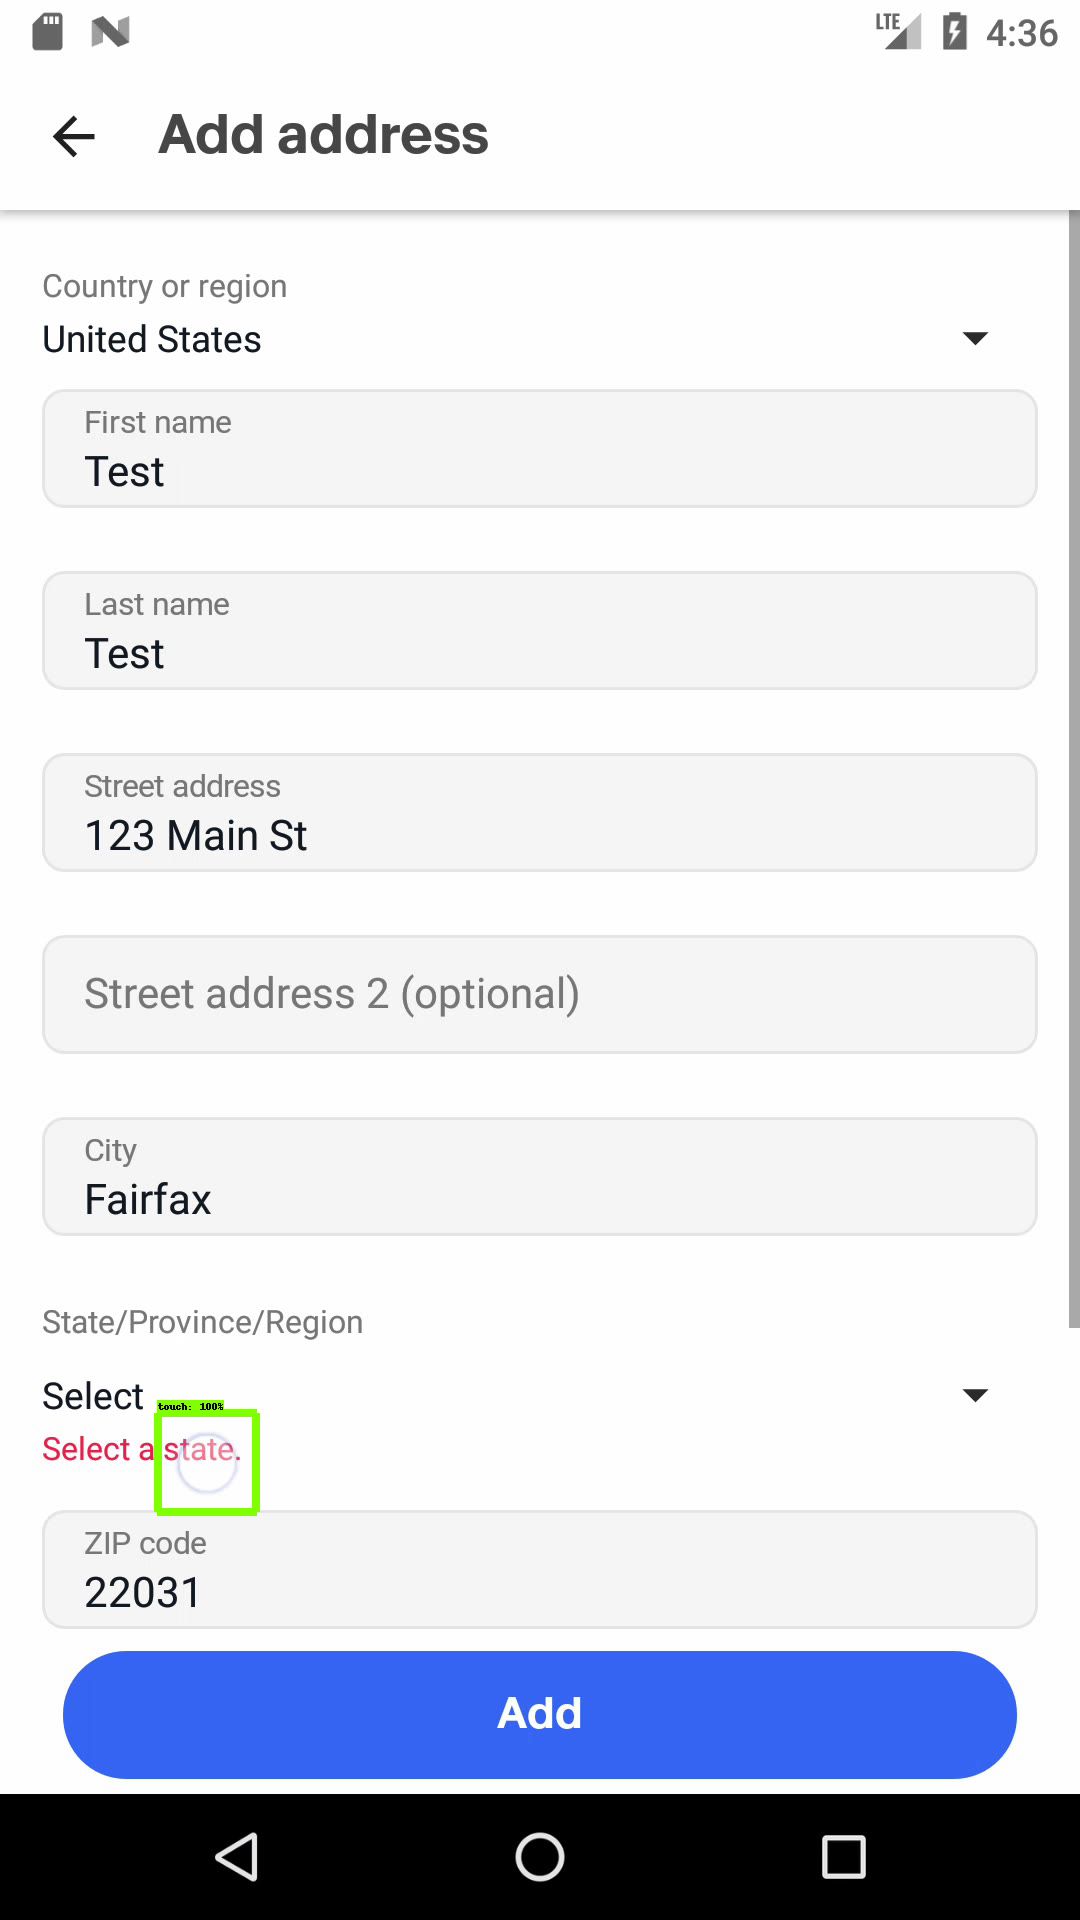 LTE 4:36
Add address
Country or region
United States
First name
Test
Last name
Test
Street address
123 Main St
Street address 2 (optional)
City
Fairfax
State/Province/Region
Select
touch: 100%
Select a state.
ZIP code
22031
Add